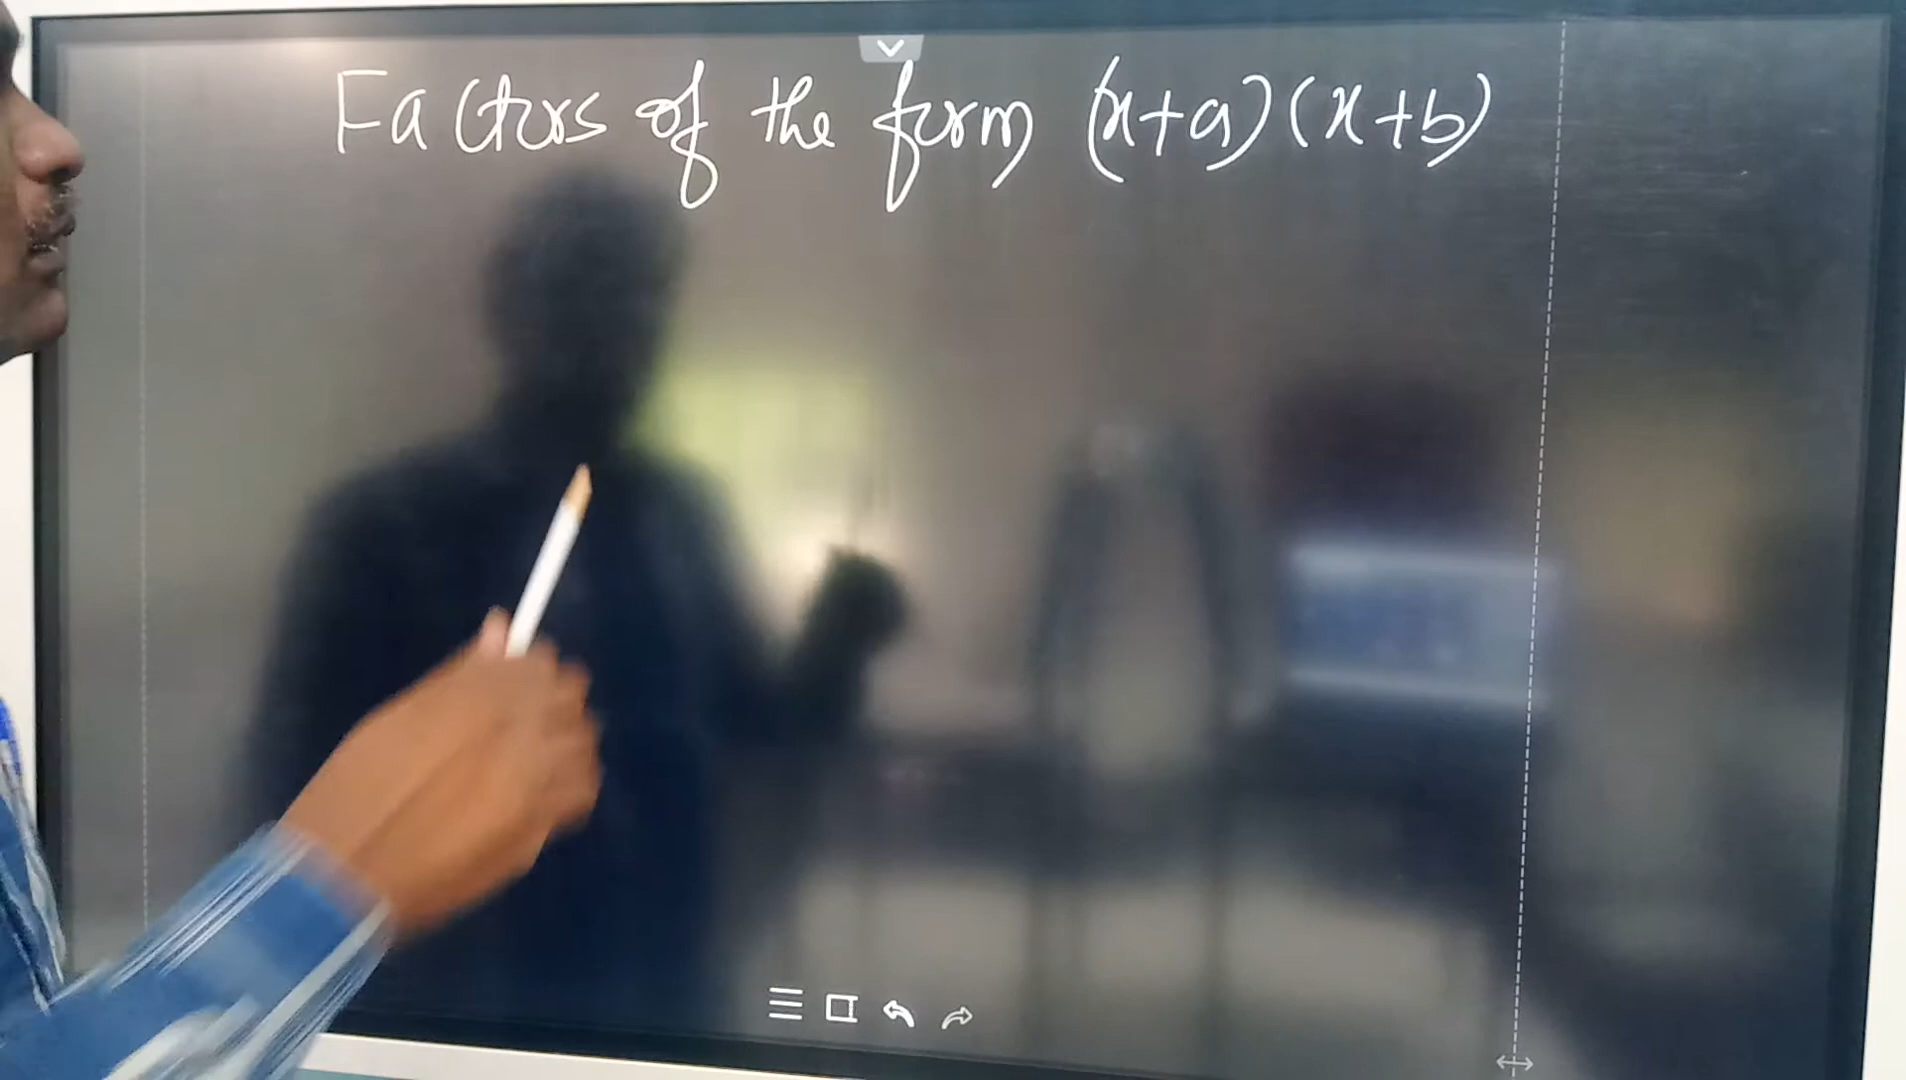 Factors of the form (x+a)(x+b)